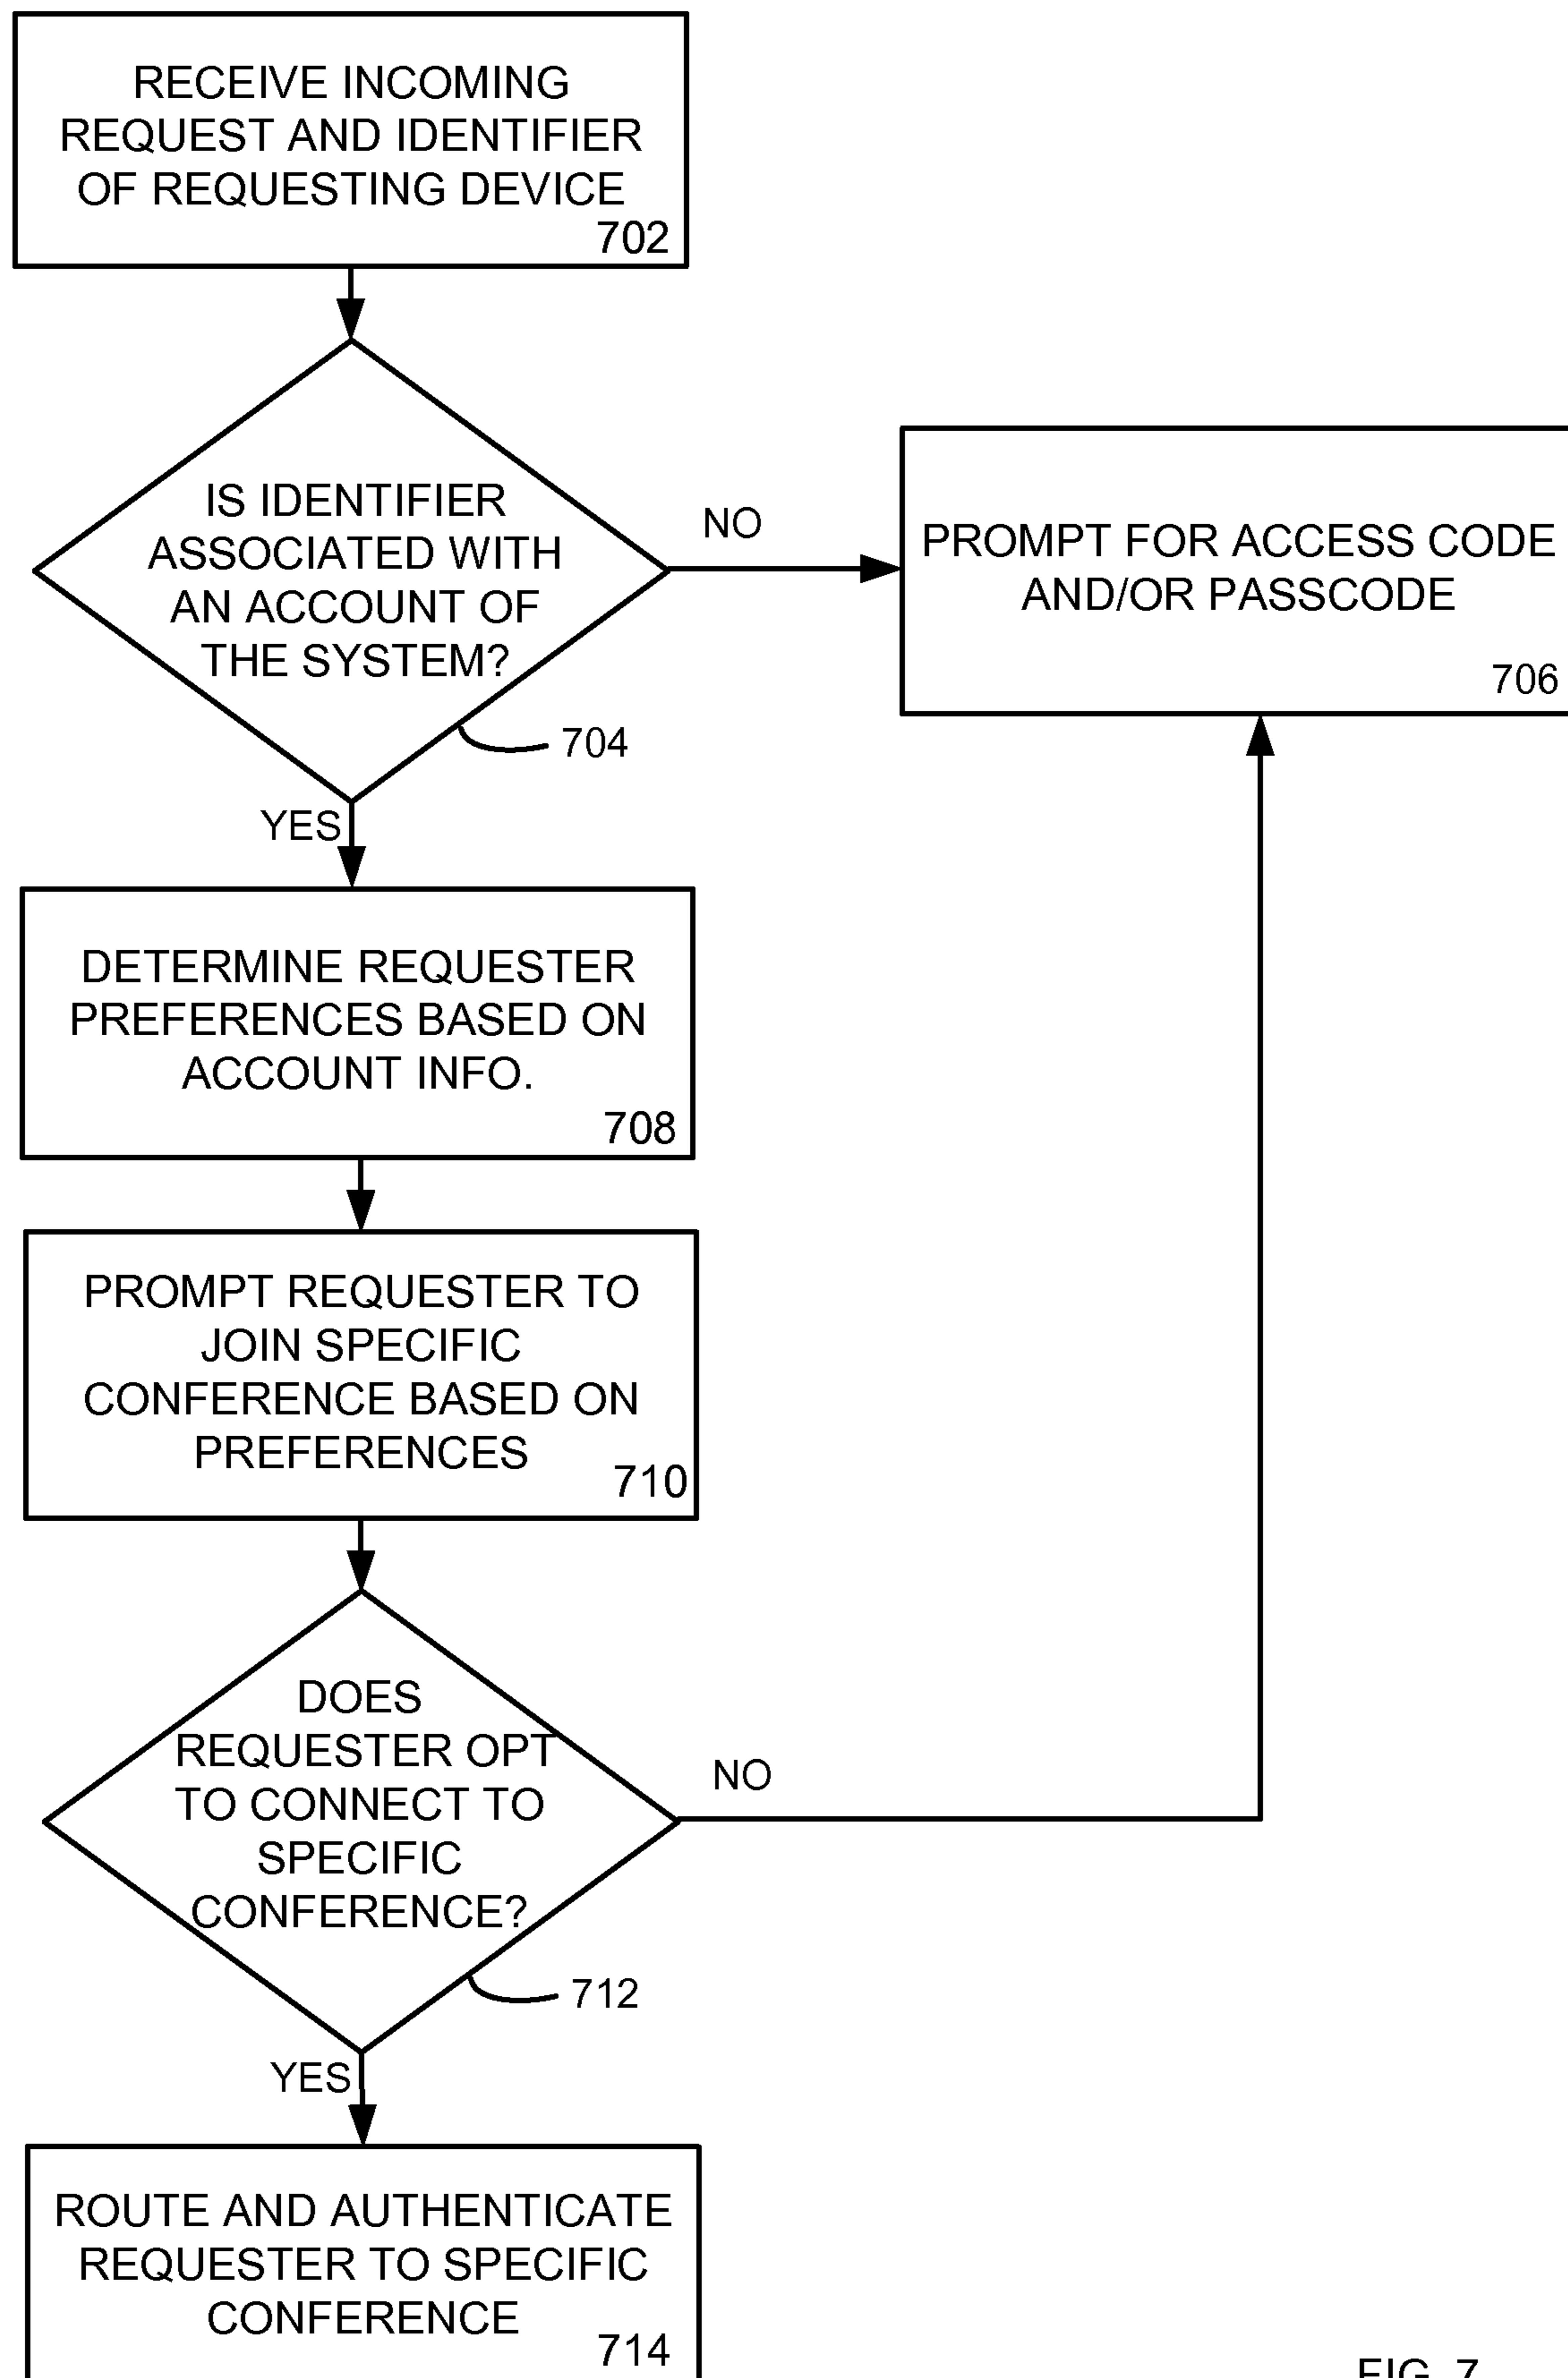 RECEIVE INCOMING
REQUEST AND IDENTIFIER
OF REQUESTING DEVICE
702
IS IDENTIFIER
ASSOCIATED WITH
AN ACCOUNT OF
THE SYSTEM?
704
NO
PROMPT FOR ACCESS CODE
AND/OR PASSCODE
706
YES
DETERMINE REQUESTER
PREFERENCES BASED ON
ACCOUNT INFO.
708
PROMPT REQUESTER TO
JOIN SPECIFIC
CONFERENCE BASED ON
PREFERENCES
710
DOES
REQUESTER OPT
TO CONNECT TO
SPECIFIC
CONFERENCE?
712
NO
YES
ROUTE AND AUTHENTICATE
REQUESTER TO SPECIFIC
CONFERENCE
714
FIG. 7